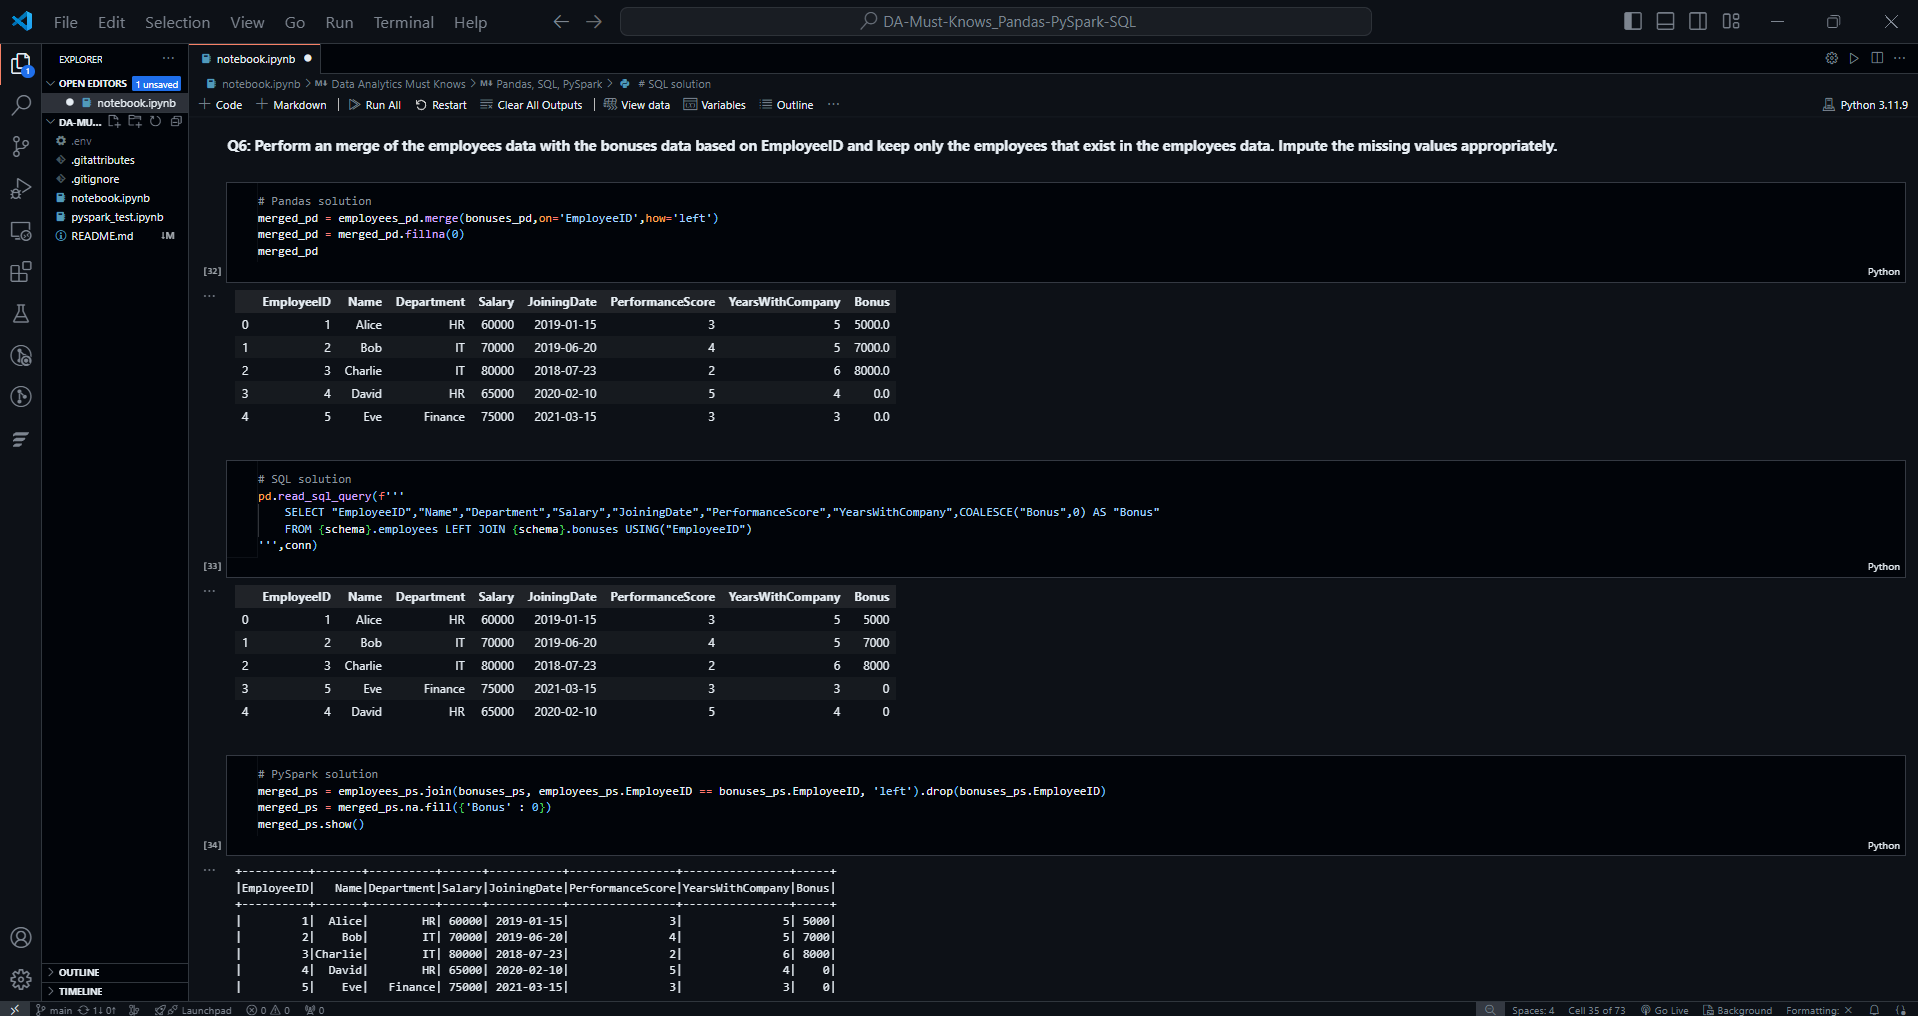 File Edit Selection View Go Run Terminal Help
DA-Must-Knows_Pandas-PySpark-SQL
EXPLORER
OPEN EDITORS 1 unsaved
notebook.ipynb
DA-MU...
.env
.gitattributes
.gitignore
notebook.ipynb
pyspark_test.ipynb
README.md ↓M
OUTLINE
TIMELINE
notebook.ipynb
notebook.ipynb > M↓ Data Analytics Must Knows > M↓ Pandas, SQL, PySpark > # SQL solution
+ Code + Markdown | Run All Restart Clear All Outputs | View data Variables Outline ...
Python 3.11.9
Q6: Perform an merge of the employees data with the bonuses data based on EmployeeID and keep only the employees that exist in the employees data. Impute the missing values appropriately.
# Pandas solution
merged_pd = employees_pd.merge(bonuses_pd,on='EmployeeID',how='left')
merged_pd = merged_pd.fillna(0)
merged_pd
[32]
Python
EmployeeID Name Department Salary JoiningDate PerformanceScore YearsWithCompany Bonus
0 1 Alice HR 60000 2019-01-15 3 5 5000.0
1 2 Bob IT 70000 2019-06-20 4 5 7000.0
2 3 Charlie IT 80000 2018-07-23 2 6 8000.0
3 4 David HR 65000 2020-02-10 5 4 0.0
4 5 Eve Finance 75000 2021-03-15 3 3 0.0
# SQL solution
pd.read_sql_query(f'''
SELECT "EmployeeID","Name","Department","Salary","JoiningDate","PerformanceScore","YearsWithCompany",COALESCE("Bonus",0) AS "Bonus"
FROM {schema}.employees LEFT JOIN {schema}.bonuses USING("EmployeeID")
''',conn)
[33]
Python
EmployeeID Name Department Salary JoiningDate PerformanceScore YearsWithCompany Bonus
0 1 Alice HR 60000 2019-01-15 3 5 5000
1 2 Bob IT 70000 2019-06-20 4 5 7000
2 3 Charlie IT 80000 2018-07-23 2 6 8000
3 5 Eve Finance 75000 2021-03-15 3 3 0
4 4 David HR 65000 2020-02-10 5 4 0
# PySpark solution
merged_ps = employees_ps.join(bonuses_ps, employees_ps.EmployeeID == bonuses_ps.EmployeeID, 'left').drop(bonuses_ps.EmployeeID)
merged_ps = merged_ps.na.fill({'Bonus' : 0})
merged_ps.show()
[34]
Python
+----------+-------+----------+------+-----------+----------------+----------------+-----+
|EmployeeID|   Name|Department|Salary|JoiningDate|PerformanceScore|YearsWithCompany|Bonus|
+----------+-------+----------+------+-----------+----------------+----------------+-----+
|         1|  Alice|        HR| 60000| 2019-01-15|               3|               5| 5000|
|         2|    Bob|        IT| 70000| 2019-06-20|               4|               5| 7000|
|         3|Charlie|        IT| 80000| 2018-07-23|               2|               6| 8000|
|         4|  David|        HR| 65000| 2020-02-10|               5|               4|    0|
|         5|    Eve|   Finance| 75000| 2021-03-15|               3|               3|    0|
main 1↓ 0↑ Launchpad 0 0 0
Spaces: 4 Cell 35 of 73 Go Live Background Formatting: ✕